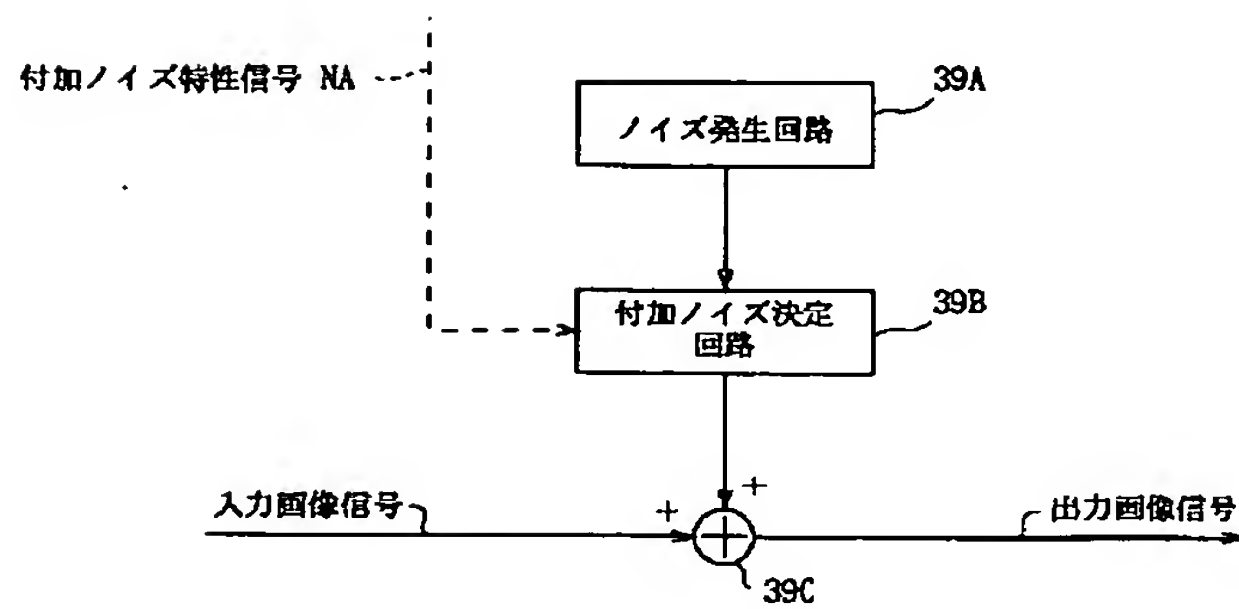 付加ノイズ特性信号 NA
39A
ノイズ発生回路
39B
付加ノイズ決定
回路
入力画像信号
+
+
出力画像信号
39C